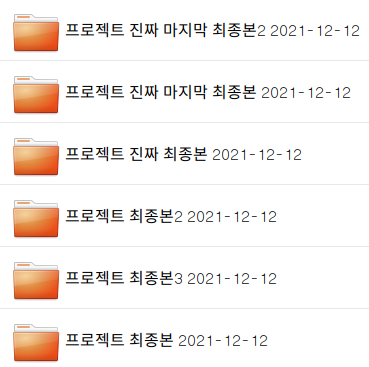 프로젝트 진짜 마지막 최종본2 2021-12-12
프로젝트 진짜 마지막 최종본 2021-12-12
프로젝트 진짜 최종본 2021-12-12
프로젝트 최종본2 2021-12-12
프로젝트 최종본3 2021-12-12
프로젝트 최종본 2021-12-12